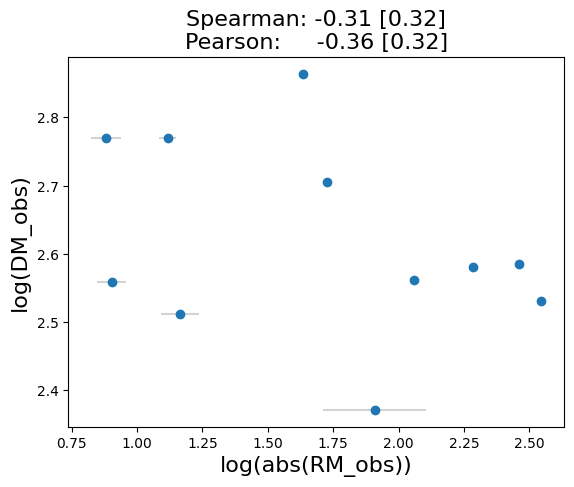 Spearman: -0.31 [0.32]
Pearson: -0.36 [0.32]
log(DM_obs)
2.8
2.7
2.6
2.5
2.4
0.75 1.00 1.25 1.50 1.75 2.00 2.25 2.50
log(abs(RM_obs))